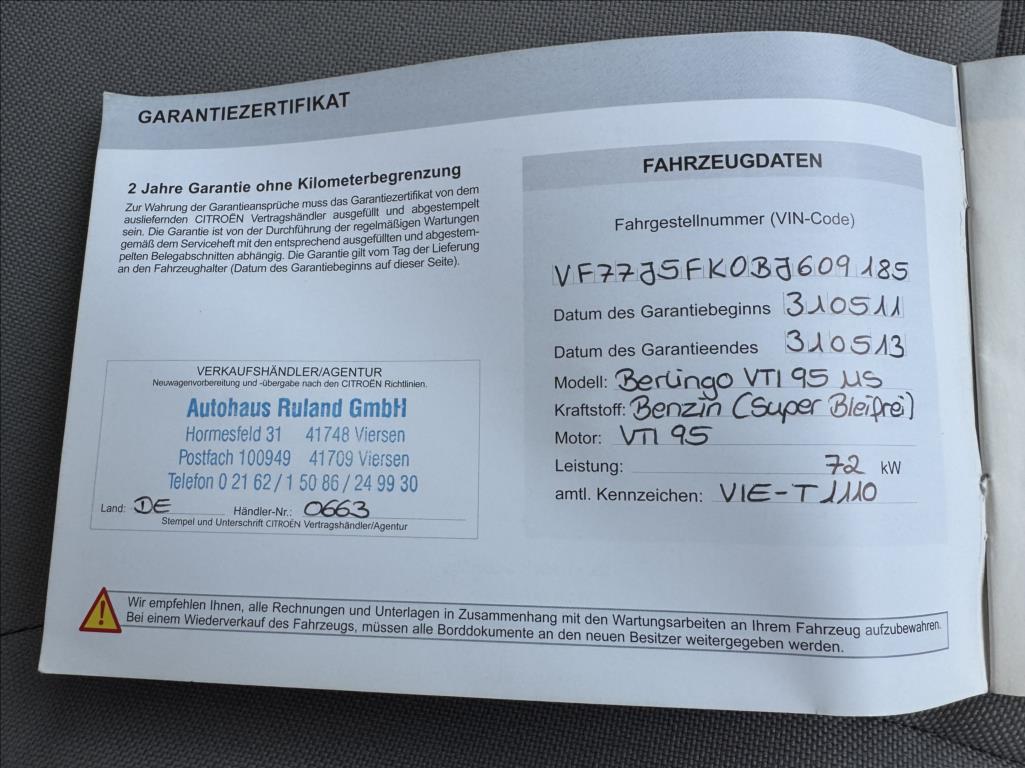 GARANTIEZERTIFIKAT
2 Jahre Garantie ohne Kilometerbegrenzung
Zur Wahrung der Garantieansprüche muss das Garantiezertifikat von dem
ausliefernden CITROËN Vertragshändler ausgefüllt und abgestempelt
sein. Die Garantie ist von der Durchführung der regelmäßigen Wartungen
gemäß dem Serviceheft mit den entsprechend ausgefüllten und abgestem-
pelten Belegabschnitten abhängig. Die Garantie gilt vom Tag der Lieferung
an den Fahrzeughalter (Datum des Garantiebeginns auf dieser Seite).
VERKAUFSHÄNDLER/AGENTUR
Neuwagenvorbereitung und -übergabe nach den CITROËN Richtlinien.
Autohaus Ruland GmbH
Hormesfeld 31 41748 Viersen
Postfach 100949 41709 Viersen
Telefon 0 21 62 / 1 50 86 / 24 99 30
Land: DE Händler-Nr.: 0663
Stempel und Unterschrift CITROËN Vertragshändler/Agentur
FAHRZEUGDATEN
Fahrgestellnummer (VIN-Code)
VF77J5FK0BJ609185
Datum des Garantiebeginns 310511
Datum des Garantieendes 310513
Modell: Berlingo VTI 95 MS
Kraftstoff: Benzin (Super Bleifrei)
Motor: VTI 95
Leistung: 72 kW
amtl. Kennzeichen: VIE-T1110
Wir empfehlen Ihnen, alle Rechnungen und Unterlagen in Zusammenhang mit den Wartungsarbeiten an Ihrem Fahrzeug aufzubewahren.
Bei einem Wiederverkauf des Fahrzeugs, müssen alle Borddokumente an den neuen Besitzer weitergegeben werden.